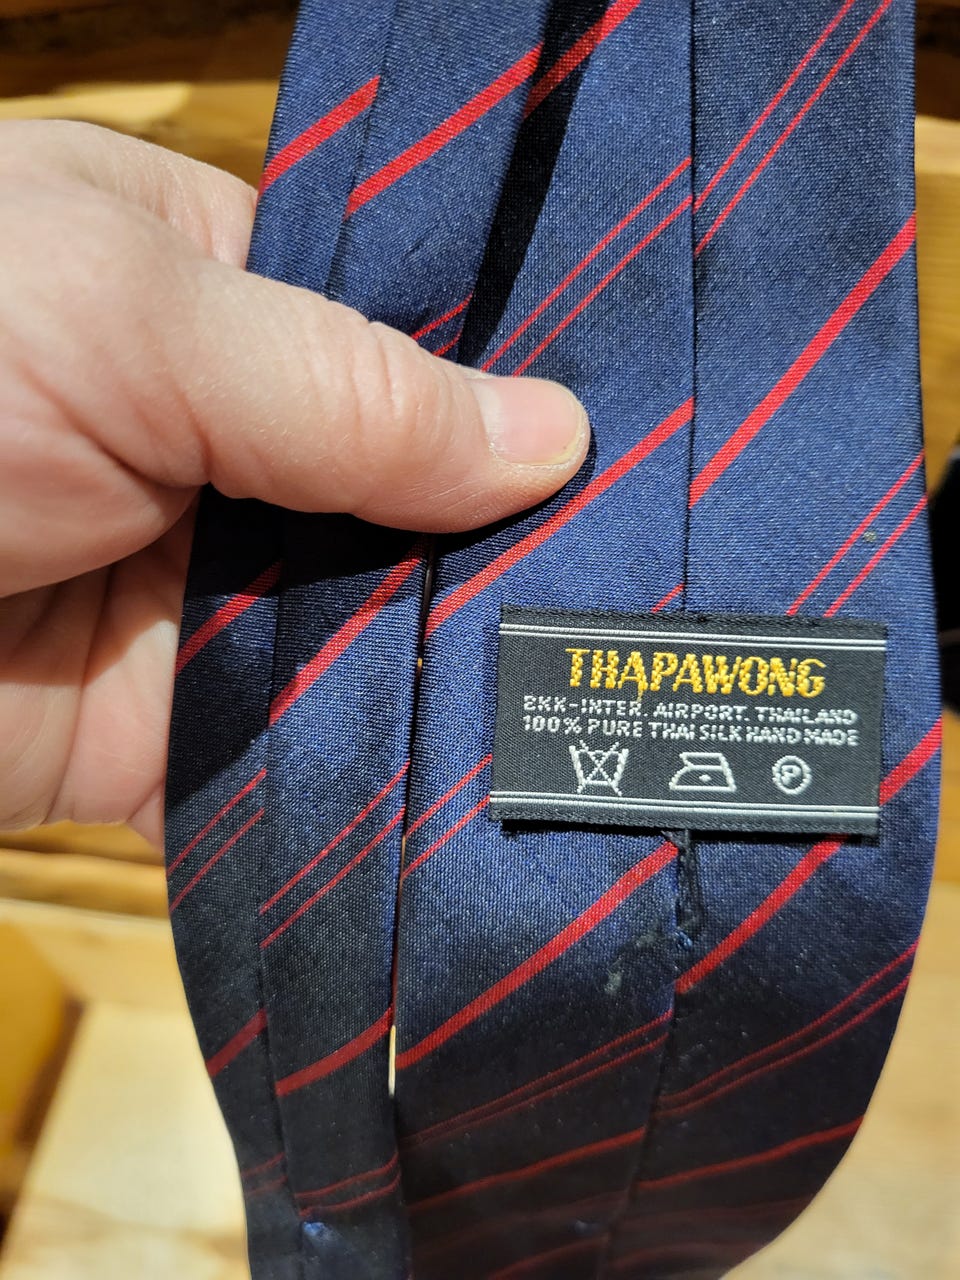 THAPAWONG
BKK-INTER. AIRPORT. THAILAND
100% PURE THAI SILK HAND MADE
P